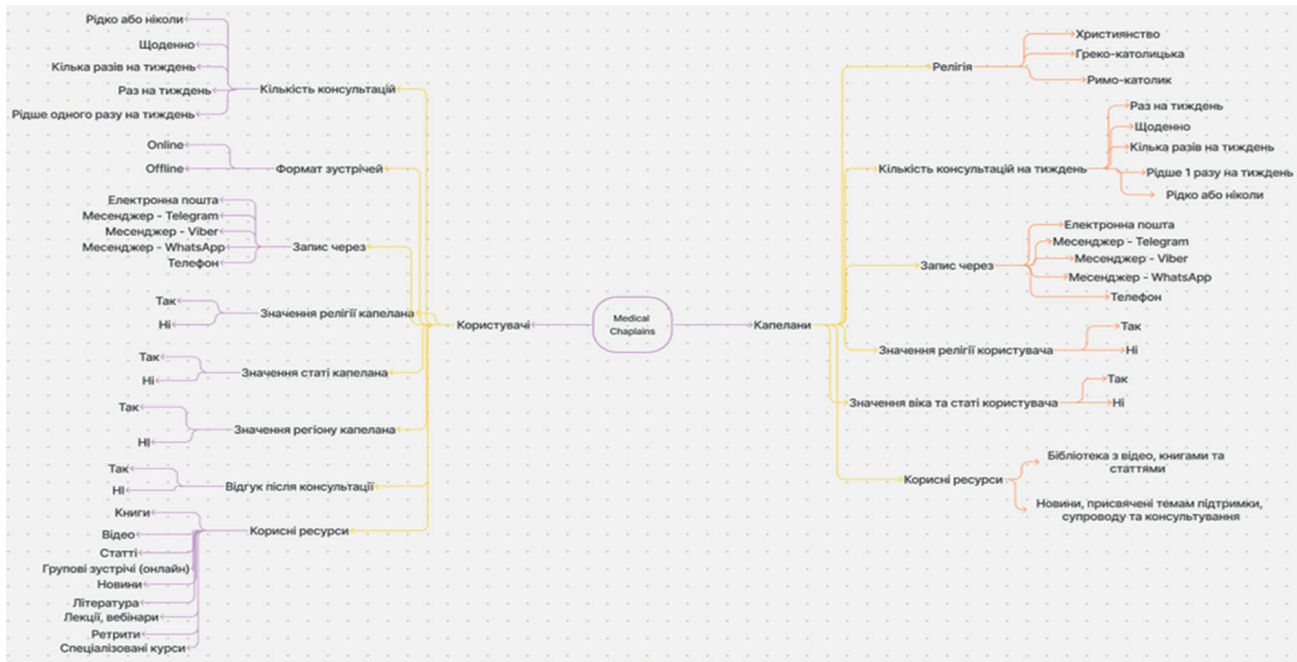 Medical
Chaplains
Користувачі
Кількість консультацій
Рідко або ніколи
Щоденно
Кілька разів на тиждень
Раз на тиждень
Рідше одного разу на тиждень
Формат зустрічей
Online
Offline
Запис через
Електронна пошта
Месенджер - Telegram
Месенджер - Viber
Месенджер - WhatsApp
Телефон
Значення релігії капелана
Так
Ні
Значення статі капелана
Так
Ні
Значення регіону капелана
Так
НІ
Відгук після консультації
Так
НІ
Корисні ресурси
Книги
Відео
Статті
Групові зустрічі (онлайн)
Новини
Література
Лекції, вебінари
Ретрити
Спеціалізовані курси
Капелани
Релігія
Християнство
Греко-католицька
Римо-католик
Кількість консультацій на тиждень
Раз на тиждень
Щоденно
Кілька разів на тиждень
Рідше 1 разу на тиждень
Рідко або ніколи
Запис через
Електронна пошта
Месенджер - Telegram
Месенджер - Viber
Месенджер - WhatsApp
Телефон
Значення релігії користувача
Так
Ні
Значення віка та статі користувача
Так
Ні
Корисні ресурси
Бібліотека з відео, книгами та
статтями
Новини, присвячені темам підтримки,
супроводу та консультування